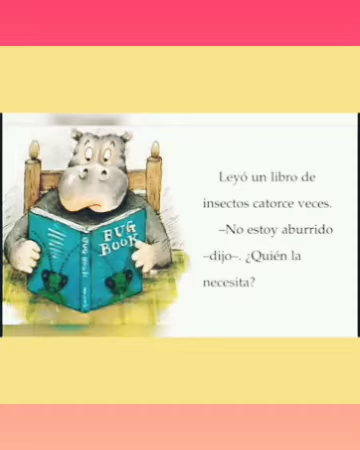 BUG
BOOK
Leyó un libro de
insectos catorce veces.
–No estoy aburrido
–dijo–. ¿Quién la
necesita?